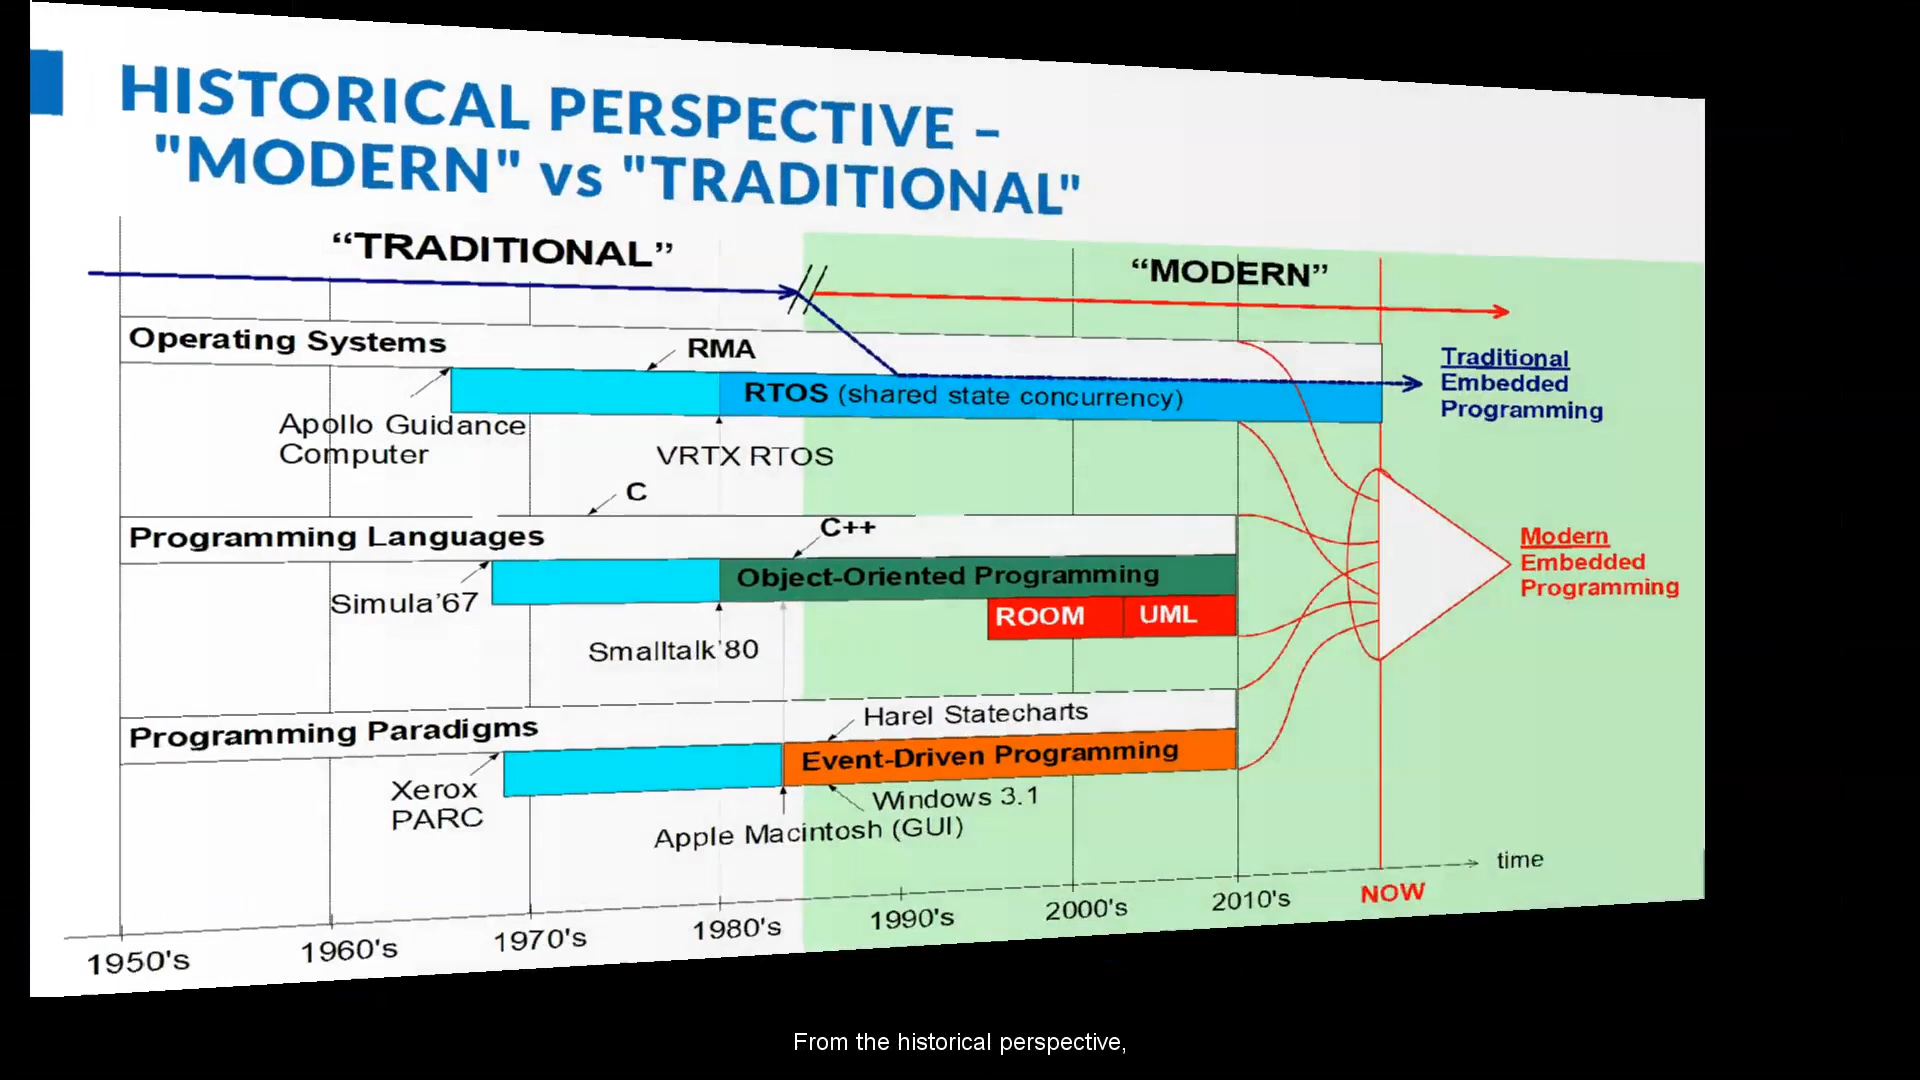 HISTORICAL PERSPECTIVE –
"MODERN" vs "TRADITIONAL"
“TRADITIONAL”
“MODERN”
Operating Systems
RMA
RTOS (shared state concurrency)
Apollo Guidance
Computer
VRTX RTOS
Traditional
Embedded
Programming
C
Programming Languages
C++
Object-Oriented Programming
Simula’67
ROOM
UML
Smalltalk’80
Modern
Embedded
Programming
Programming Paradigms
Harel Statecharts
Event-Driven Programming
Xerox
PARC
Windows 3.1
Apple Macintosh (GUI)
time
NOW
1950's
1960's
1970's
1980's
1990's
2000's
2010's
From the historical perspective,